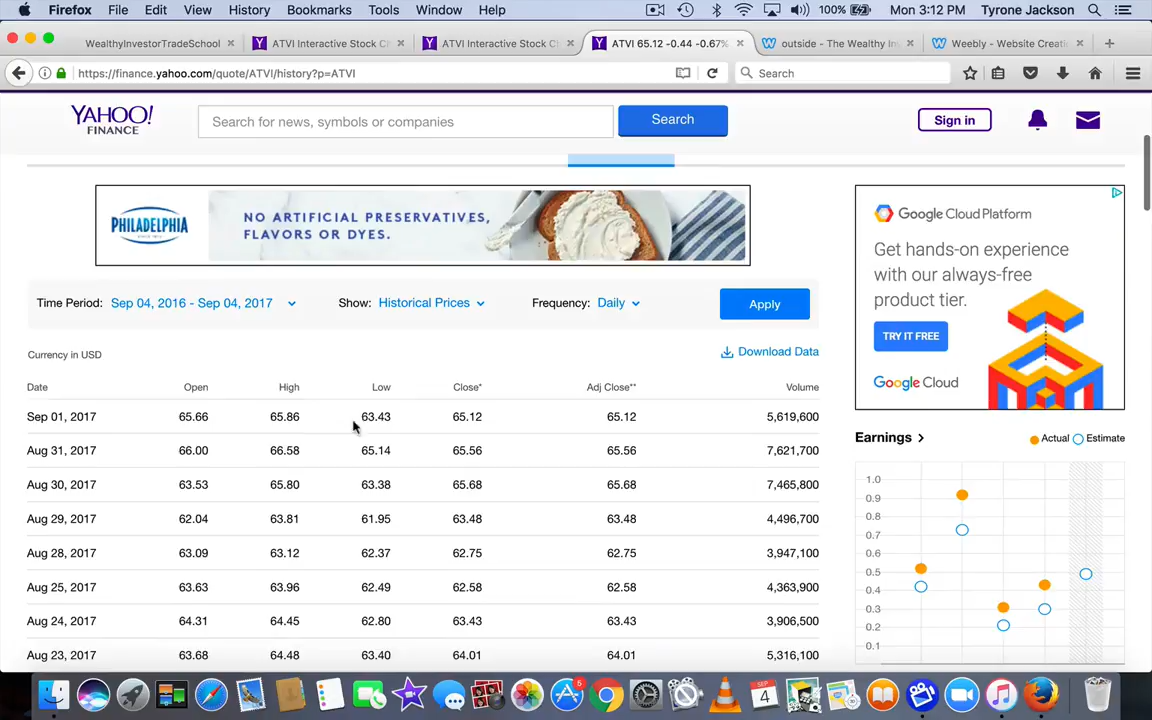 Firefox File Edit View History Bookmarks Tools Window Help 100% Mon 3:12 PM Tyrone Jackson
WealthyInvestorTradeSchool ATVI Interactive Stock C ATVI Interactive Stock C ATVI 65.12 -0.44 -0.67% outside - The Wealthy In Weebly - Website Creati
https://finance.yahoo.com/quote/ATVI/history?p=ATVI Search
YAHOO!
FINANCE
Search for news, symbols or companies Search Sign in
PHILADELPHIA
NO ARTIFICIAL PRESERVATIVES,
FLAVORS OR DYES.
Google Cloud Platform
Get hands-on experience
with our always-free
product tier.
TRY IT FREE
Google Cloud
Time Period: Sep 04, 2016 - Sep 04, 2017 Show: Historical Prices Frequency: Daily Apply
Currency in USD Download Data
Date Open High Low Close* Adj Close** Volume
Sep 01, 2017 65.66 65.86 63.43 65.12 65.12 5,619,600
Aug 31, 2017 66.00 66.58 65.14 65.56 65.56 7,621,700
Aug 30, 2017 63.53 65.80 63.38 65.68 65.68 7,465,800
Aug 29, 2017 62.04 63.81 61.95 63.48 63.48 4,496,700
Aug 28, 2017 63.09 63.12 62.37 62.75 62.75 3,947,100
Aug 25, 2017 63.63 63.96 62.49 62.58 62.58 4,363,900
Aug 24, 2017 64.31 64.45 62.80 63.43 63.43 3,906,500
Aug 23, 2017 63.68 64.48 63.40 64.01 64.01 5,316,100
Earnings Actual Estimate
1.0
0.9
0.8
0.7
0.6
0.5
0.4
0.3
0.2
0.1
6
SEP
4